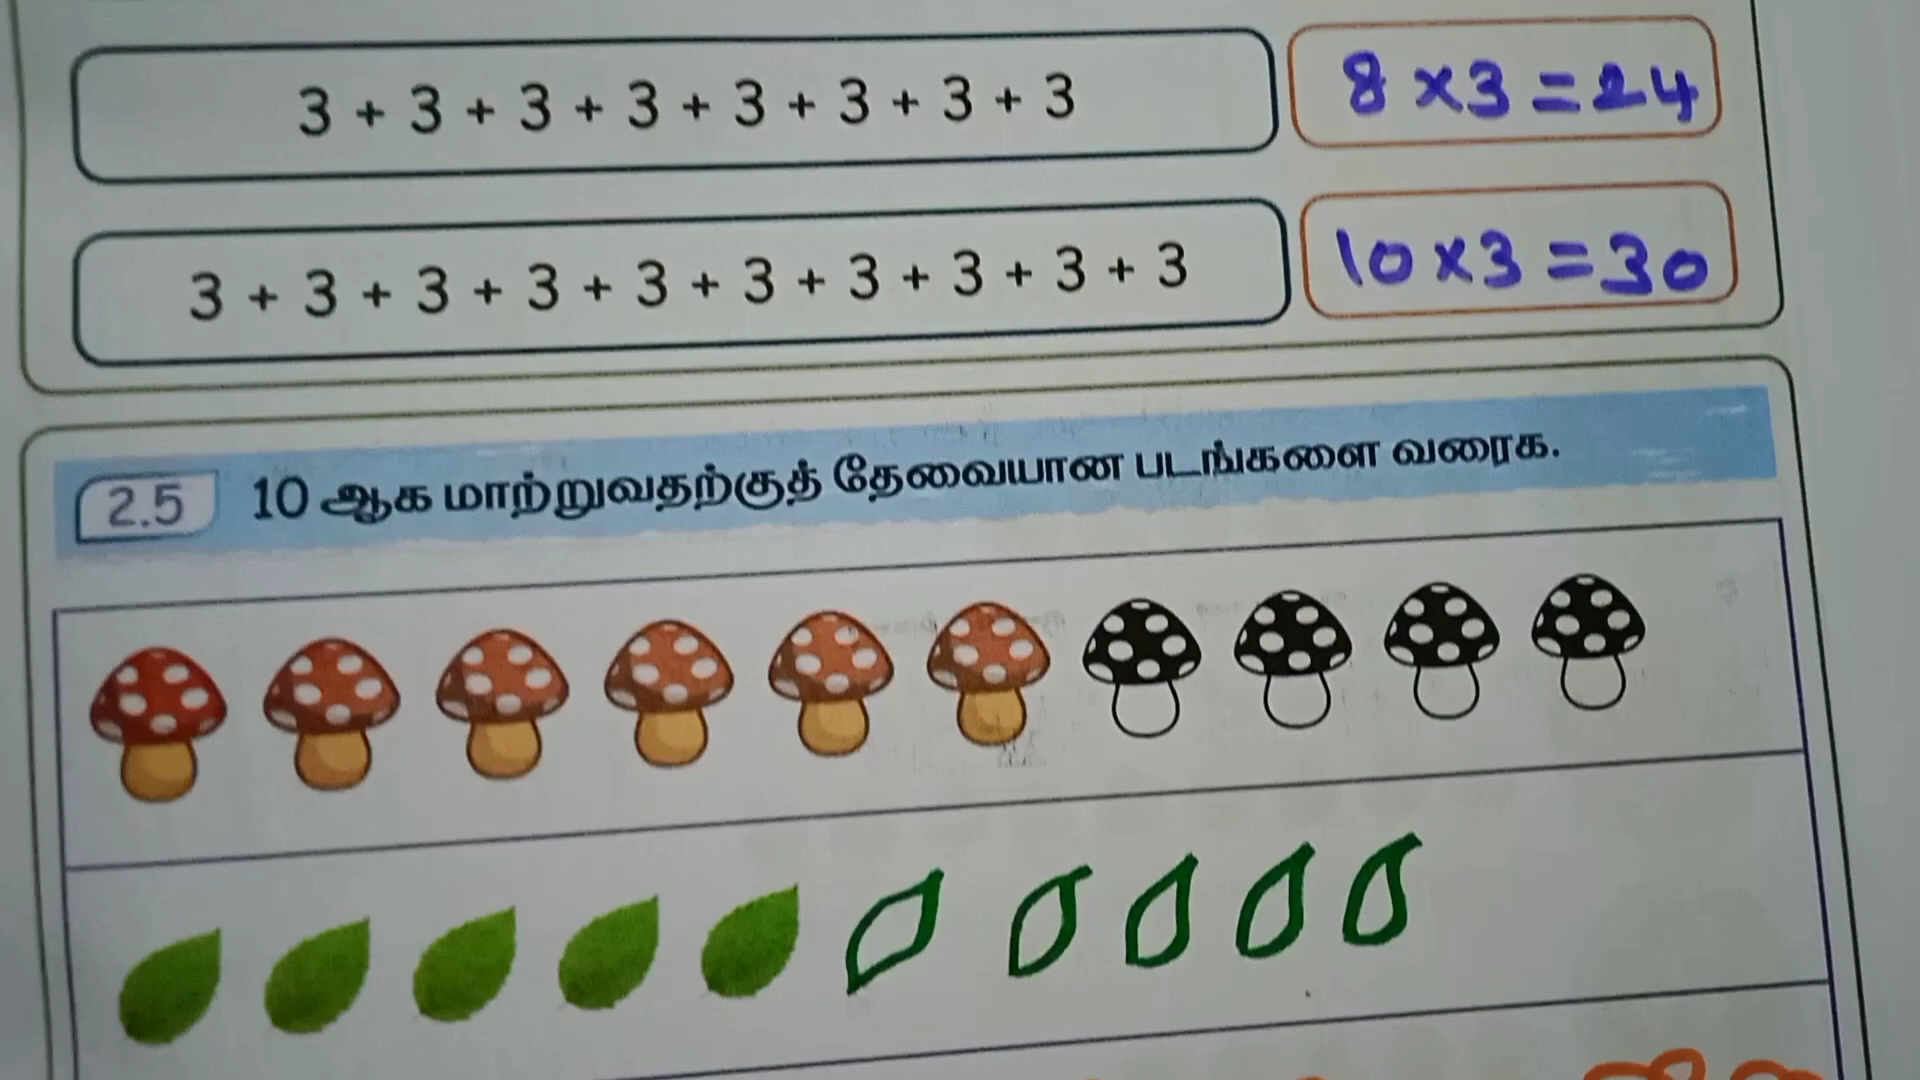 3 + 3 + 3 + 3 + 3 + 3 + 3 + 3
8 × 3 = 24
3 + 3 + 3 + 3 + 3 + 3 + 3 + 3 + 3 + 3
10 × 3 = 30
2.5 10 ஆக மாற்றுவதற்குத் தேவையான படங்களை வரைக.